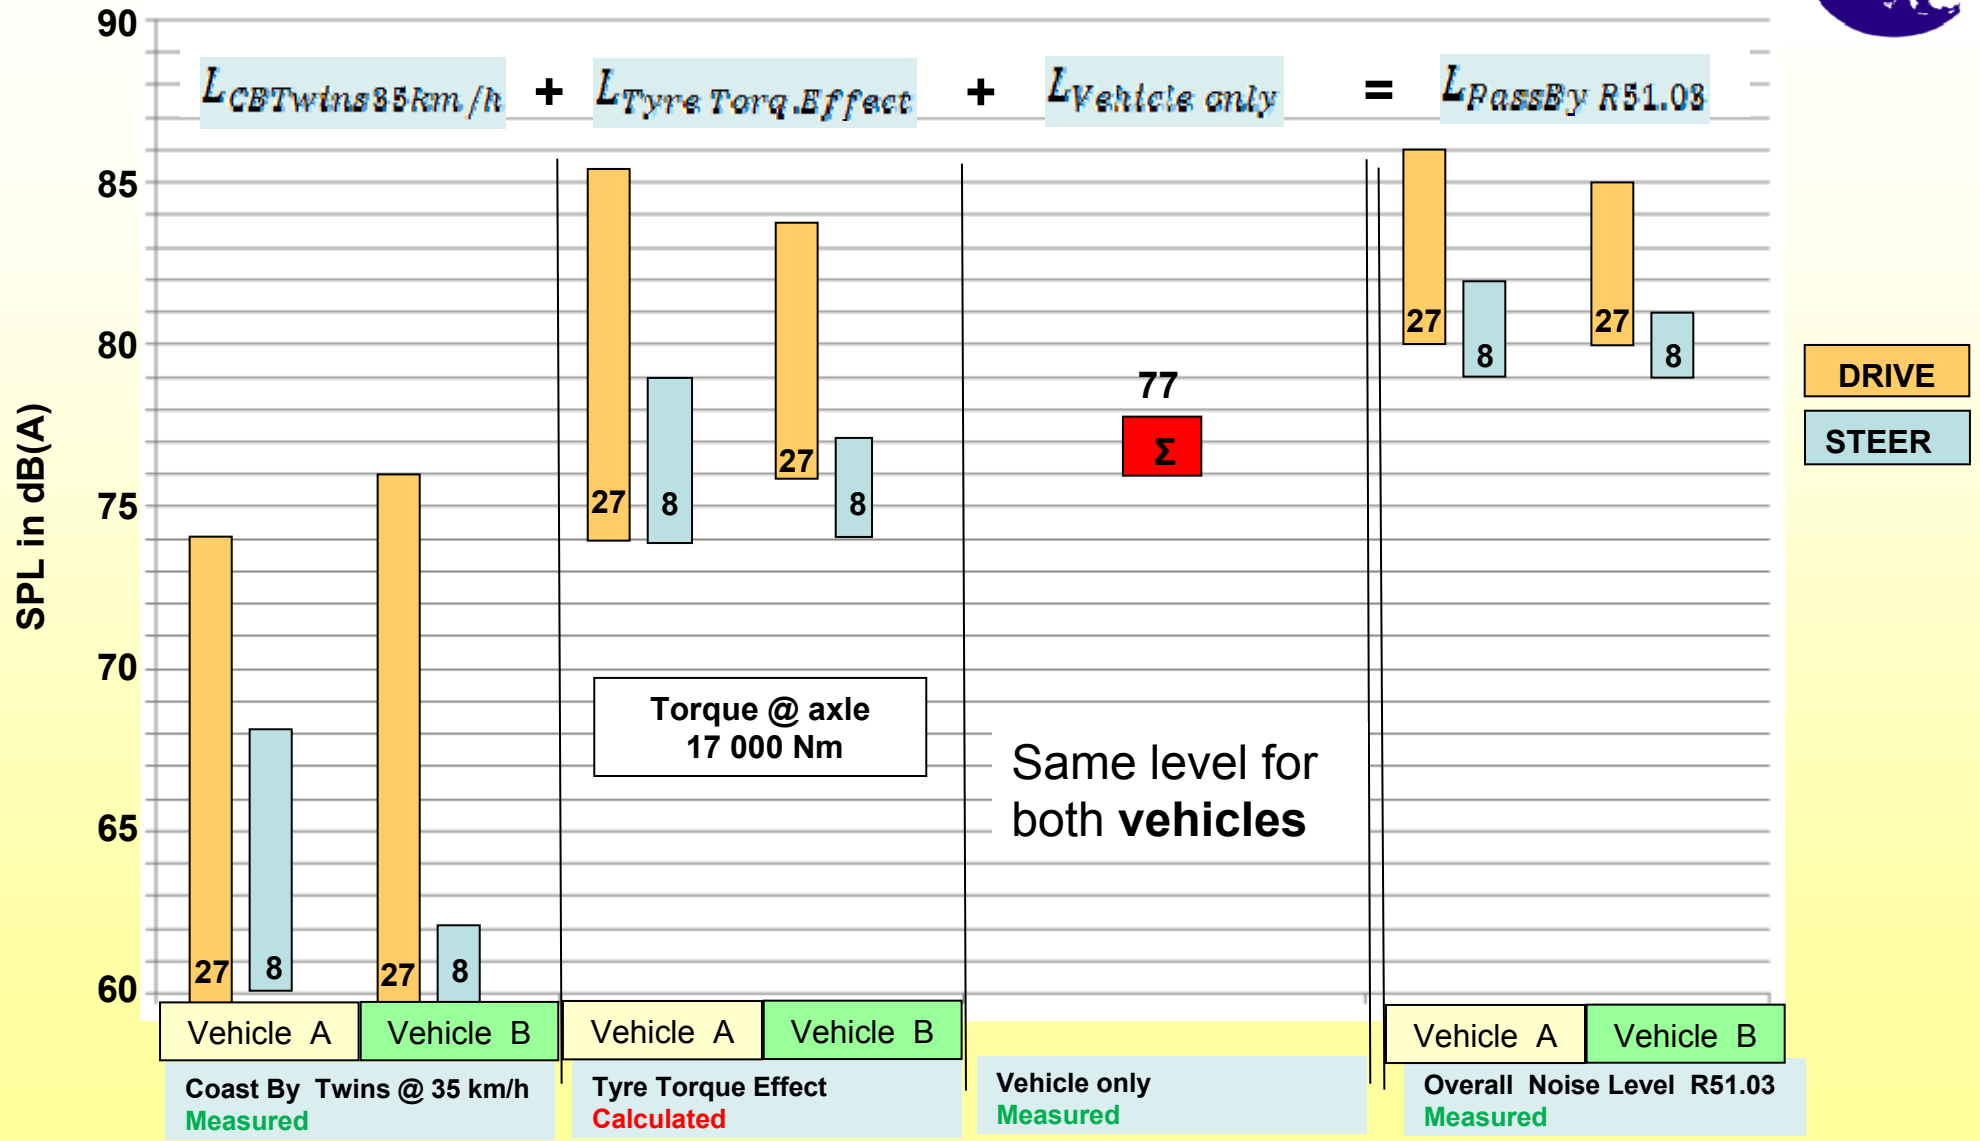 90
L CBTwins35km/h + L Tyre Torq.Effect + L Vehicle only = L PassBy R51.03
85
80
75
70
65
60
SPL in dB(A)
27
8
27
8
27
8
27
8
77
Σ
27
8
27
8
DRIVE
STEER
Torque @ axle
17 000 Nm
Same level for
both vehicles
Vehicle A
Vehicle B
Vehicle A
Vehicle B
Vehicle A
Vehicle B
Coast By Twins @ 35 km/h
Measured
Tyre Torque Effect
Calculated
Vehicle only
Measured
Overall Noise Level R51.03
Measured